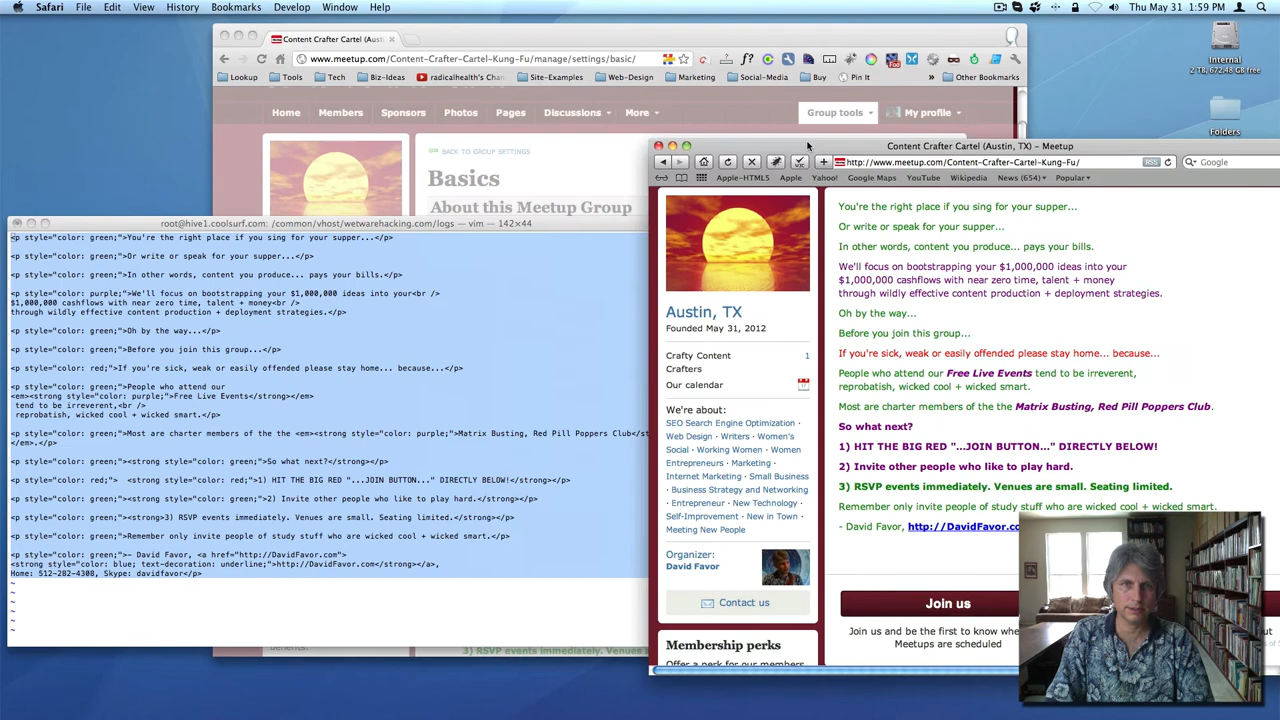 Safari File Edit View History Bookmarks Develop Window Help
Thu May 31 1:59 PM
Content Crafter Cartel (Aust
www.meetup.com/Content-Crafter-Cartel-Kung-Fu/manage/settings/basic/
Lookup Tools Tech Biz-Ideas radicalhealth's Chan Site-Examples Web-Design Marketing Social-Media Buy Pin It » Other Bookmarks
Home Members Sponsors Photos Pages Discussions More Group tools My profile
BACK TO GROUP SETTINGS
Basics
About this Meetup Group
Internal
2 TB, 672.48 GB free
Folders
root@hive1.coolsurf.com: /common/vhost/wetwarehacking.com/logs — vim — 142×44
<p style="color: green;">You're the right place if you sing for your supper...</p>
<p style="color: green;">Or write or speak for your supper...</p>
<p style="color: green;">In other words, content you produce... pays your bills.</p>
<p style="color: purple;">We'll focus on bootstrapping your $1,000,000 ideas into your<br />
$1,000,000 cashflows with near zero time, talent + money<br />
through wildly effective content production + deployment strategies.</p>
<p style="color: green;">Oh by the way...</p>
<p style="color: green;">Before you join this group...</p>
<p style="color: red;">If you're sick, weak or easily offended please stay home... because...</p>
<p style="color: green;">People who attend our
<em><strong style="color: purple;">Free Live Events</strong></em>
tend to be irreverent,<br />
reprobatish, wicked cool + wicked smart.</p>
<p style="color: green;">Most are charter members of the the <em><strong style="color: purple;">Matrix Busting, Red Pill Poppers Club</st
</em>.</p>
<p style="color: green;"><strong style="color: green;">So what next?</strong></p>
<p style="color: red;"> <strong style="color: green;">1) HIT THE BIG RED "...JOIN BUTTON..." DIRECTLY BELOW!</strong></p>
<p style="color: green;"><strong style="color: green;">2) Invite other people who like to play hard.</strong></p>
<p style="color: green;"><strong>3) RSVP events immediately. Venues are small. Seating limited.</strong></p>
<p style="color: green;">Remember only invite people of study stuff who are wicked cool + wicked smart.</p>
<p style="color: green;">- David Favor, <a href="http://DavidFavor.com">
<strong style="color: blue; text-decoration: underline;">http://DavidFavor.com</strong></a>,
Home: 512-282-4308, Skype: davidfavor</p>
~
~
~
~
~
~
3) RSVP events immediately. Venues
Content Crafter Cartel (Austin, TX) – Meetup
http://www.meetup.com/Content-Crafter-Cartel-Kung-Fu/ RSS Google
Apple-HTML5 Apple Yahoo! Google Maps YouTube Wikipedia News (654) Popular
Austin, TX
Founded May 31, 2012
Crafty Content 1
Crafters
Our calendar
We're about:
SEO Search Engine Optimization ·
Web Design · Writers · Women's
Social · Working Women · Women
Entrepreneurs · Marketing ·
Internet Marketing · Small Business
· Business Strategy and Networking
· Entrepreneur · New Technology ·
Self-Improvement · New in Town ·
Meeting New People
Organizer:
David Favor
Contact us
Membership perks
Offer a perk for our members
You're the right place if you sing for your supper...
Or write or speak for your supper...
In other words, content you produce... pays your bills.
We'll focus on bootstrapping your $1,000,000 ideas into your
$1,000,000 cashflows with near zero time, talent + money
through wildly effective content production + deployment strategies.
Oh by the way...
Before you join this group...
If you're sick, weak or easily offended please stay home... because...
People who attend our Free Live Events tend to be irreverent,
reprobatish, wicked cool + wicked smart.
Most are charter members of the the Matrix Busting, Red Pill Poppers Club.
So what next?
1) HIT THE BIG RED "...JOIN BUTTON..." DIRECTLY BELOW!
2) Invite other people who like to play hard.
3) RSVP events immediately. Venues are small. Seating limited.
Remember only invite people of study stuff who are wicked cool + wicked smart.
- David Favor, http://DavidFavor.co
Join us
Join us and be the first to know when
Meetups are scheduled